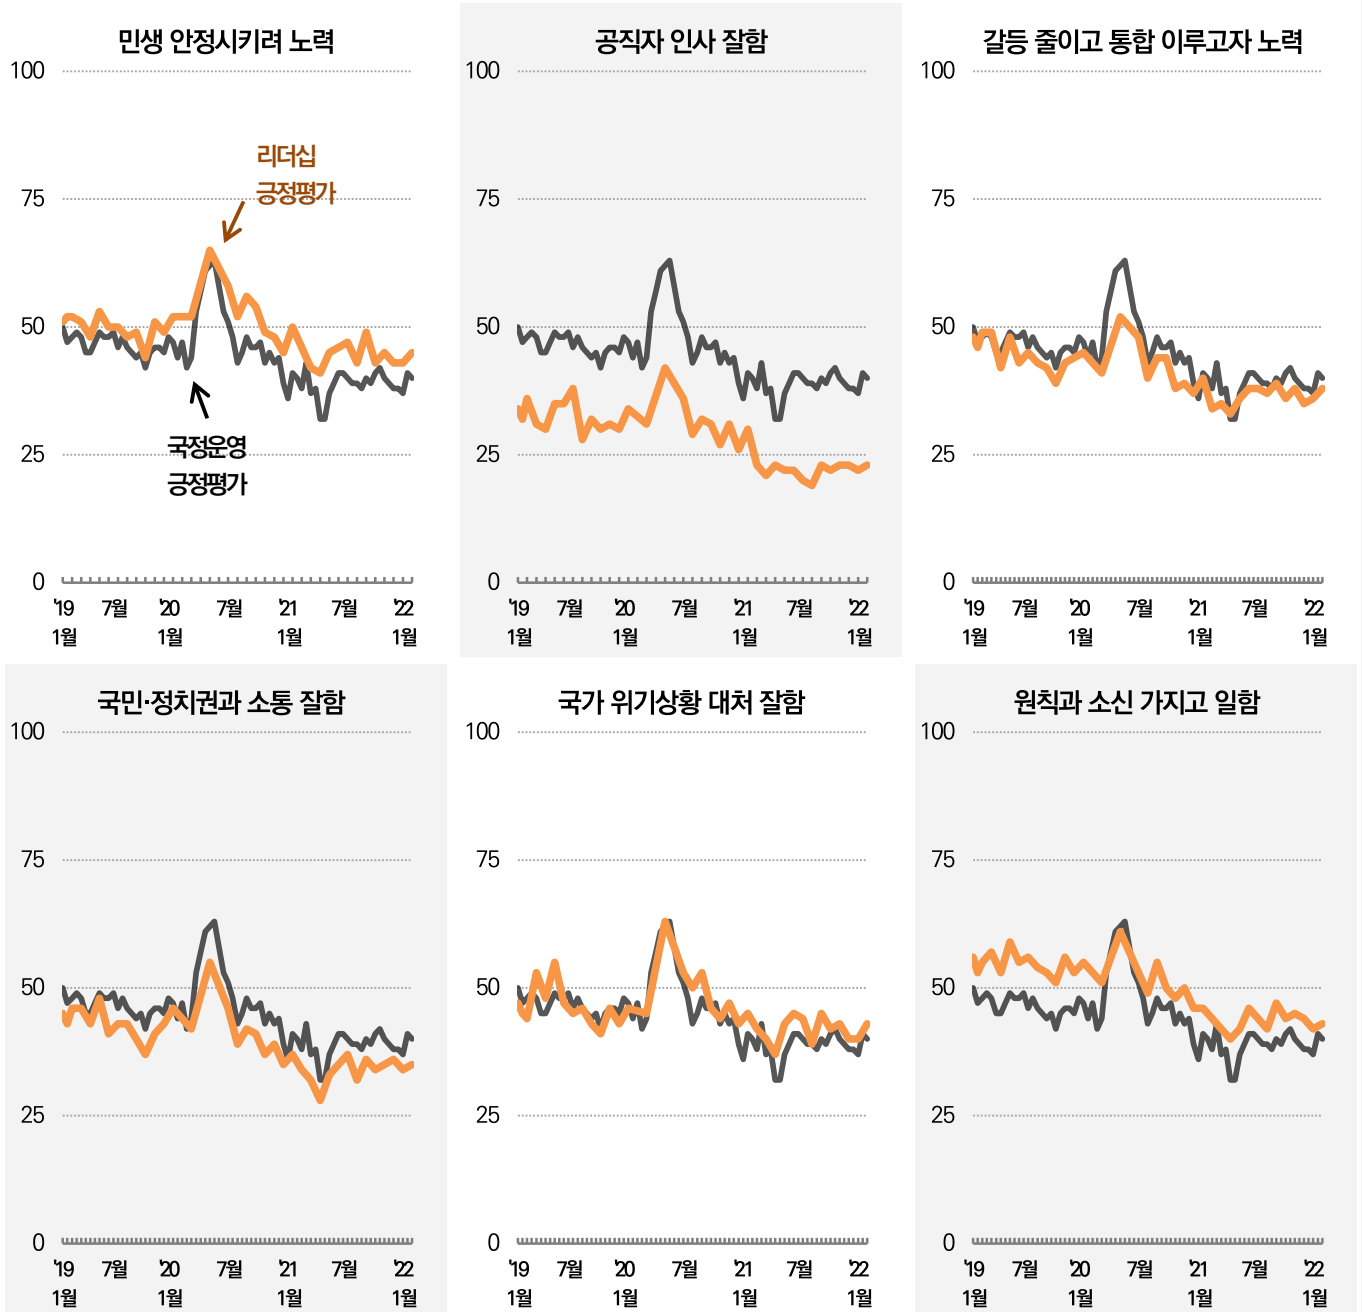 민생 안정시키려 노력
100
75
50
25
0
리더십
긍정평가
국정운영
긍정평가
'19 7월 '20 7월 '21 7월 '22
1월 1월 1월 1월
공직자 인사 잘함
100
75
50
25
0
'19 7월 '20 7월 '21 7월 '22
1월 1월 1월 1월
갈등 줄이고 통합 이루고자 노력
100
75
50
25
0
'19 7월 '20 7월 '21 7월 '22
1월 1월 1월 1월
국민·정치권과 소통 잘함
100
75
50
25
0
'19 7월 '20 7월 '21 7월 '22
1월 1월 1월 1월
국가 위기상황 대처 잘함
100
75
50
25
0
'19 7월 '20 7월 '21 7월 '22
1월 1월 1월 1월
원칙과 소신 가지고 일함
100
75
50
25
0
'19 7월 '20 7월 '21 7월 '22
1월 1월 1월 1월